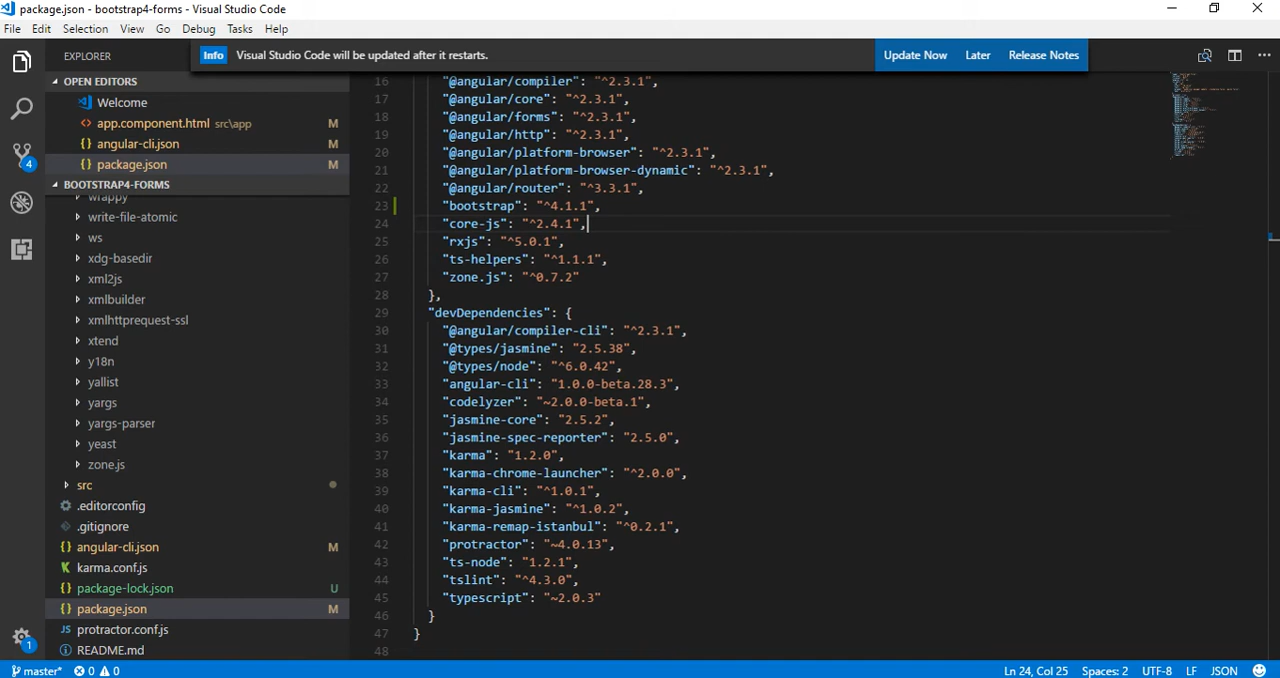 package.json - bootstrap4-forms - Visual Studio Code
File Edit Selection View Go Debug Tasks Help
EXPLORER
Info Visual Studio Code will be updated after it restarts. Update Now Later Release Notes
OPEN EDITORS
Welcome
<> app.component.html src\app M
{} angular-cli.json M
{} package.json M
BOOTSTRAP4-FORMS
wrappy
write-file-atomic
ws
xdg-basedir
xml2js
xmlbuilder
xmlhttprequest-ssl
xtend
y18n
yallist
yargs
yargs-parser
yeast
zone.js
src
.editorconfig
.gitignore
{} angular-cli.json M
karma.conf.js
{} package-lock.json U
{} package.json M
JS protractor.conf.js
README.md
4
1
16 "@angular/compiler": "^2.3.1",
17 "@angular/core": "^2.3.1",
18 "@angular/forms": "^2.3.1",
19 "@angular/http": "^2.3.1",
20 "@angular/platform-browser": "^2.3.1",
21 "@angular/platform-browser-dynamic": "^2.3.1",
22 "@angular/router": "^3.3.1",
23 "bootstrap": "^4.1.1",
24 "core-js": "^2.4.1",
25 "rxjs": "^5.0.1",
26 "ts-helpers": "^1.1.1",
27 "zone.js": "^0.7.2"
28 },
29 "devDependencies": {
30 "@angular/compiler-cli": "^2.3.1",
31 "@types/jasmine": "2.5.38",
32 "@types/node": "^6.0.42",
33 "angular-cli": "1.0.0-beta.28.3",
34 "codelyzer": "~2.0.0-beta.1",
35 "jasmine-core": "2.5.2",
36 "jasmine-spec-reporter": "2.5.0",
37 "karma": "1.2.0",
38 "karma-chrome-launcher": "^2.0.0",
39 "karma-cli": "^1.0.1",
40 "karma-jasmine": "^1.0.2",
41 "karma-remap-istanbul": "^0.2.1",
42 "protractor": "~4.0.13",
43 "ts-node": "1.2.1",
44 "tslint": "^4.3.0",
45 "typescript": "~2.0.3"
46 }
47 }
48
master* 0 0 Ln 24, Col 25 Spaces: 2 UTF-8 LF JSON